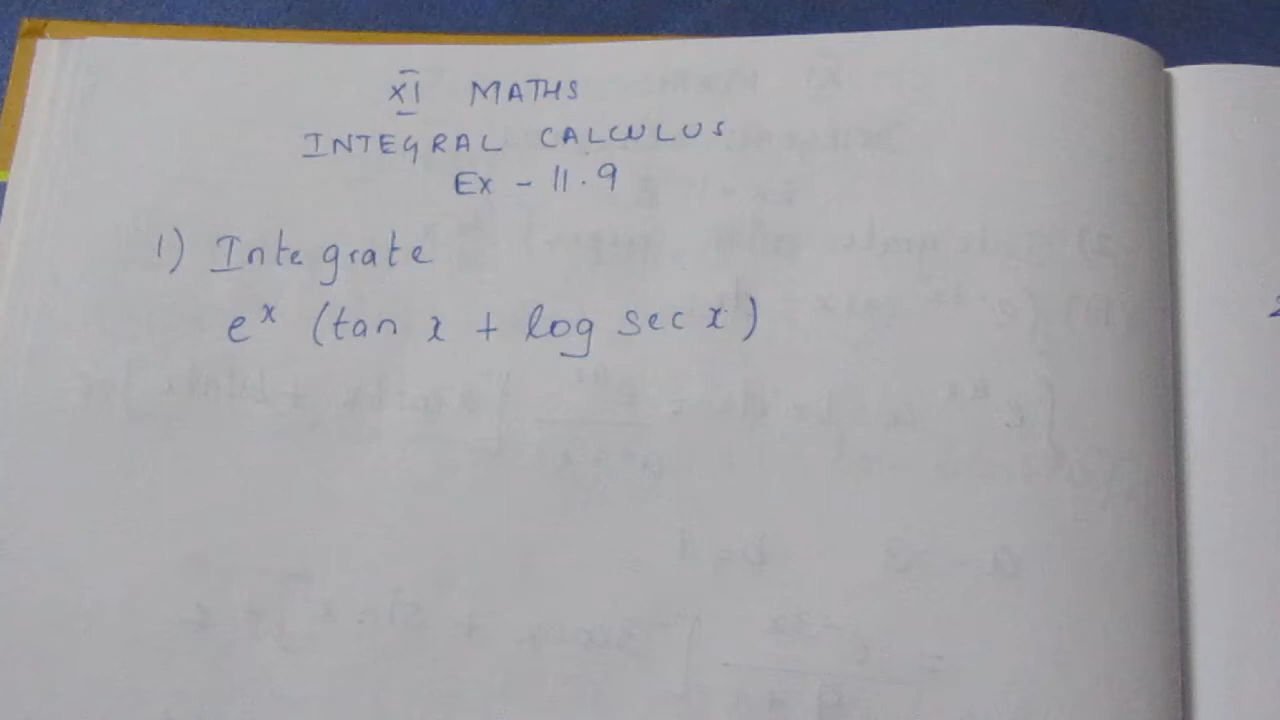 XI MATHS
INTEGRAL CALCULUS
Ex - 11.9
1) Integrate
e^x (tan x + log sec x)